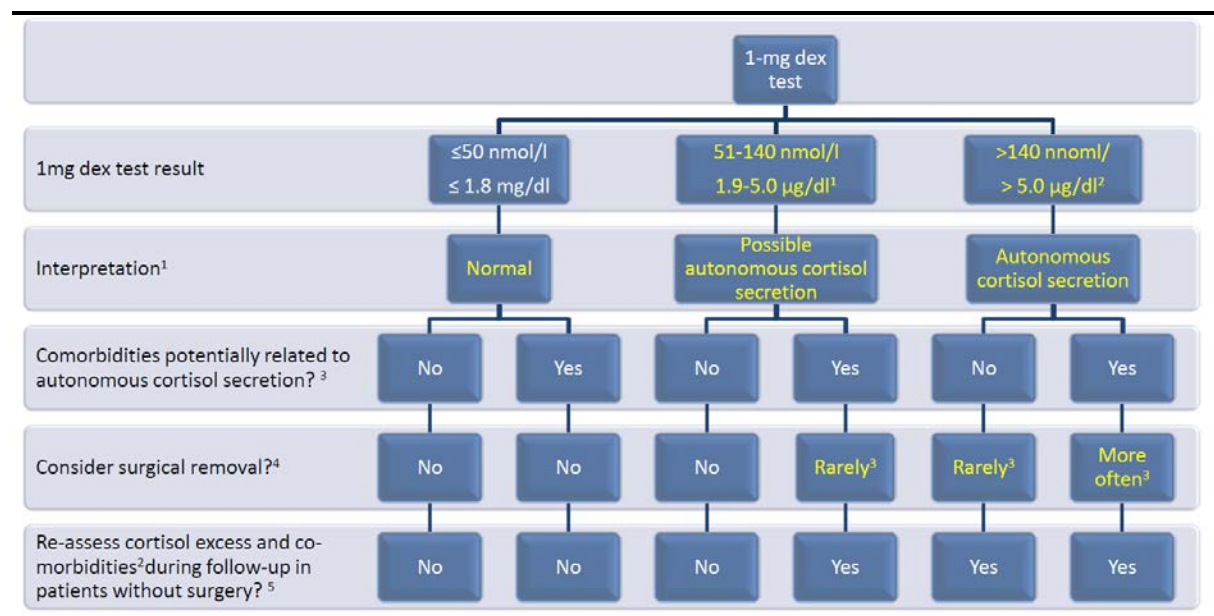 1-mg dex
test
1mg dex test result
≤50 nmol/l
≤ 1.8 mg/dl
51-140 nmol/l
1.9-5.0 µg/dl¹
>140 nnoml/
> 5.0 µg/dl²
Interpretation¹
Normal
Possible
autonomous cortisol
secretion
Autonomous
cortisol secretion
Comorbidities potentially related to
autonomous cortisol secretion? ³
No
Yes
No
Yes
No
Yes
Consider surgical removal?⁴
No
No
No
Rarely³
Rarely³
More
often³
Re-assess cortisol excess and co-
morbidities²during follow-up in
patients without surgery? ⁵
No
No
No
Yes
Yes
Yes